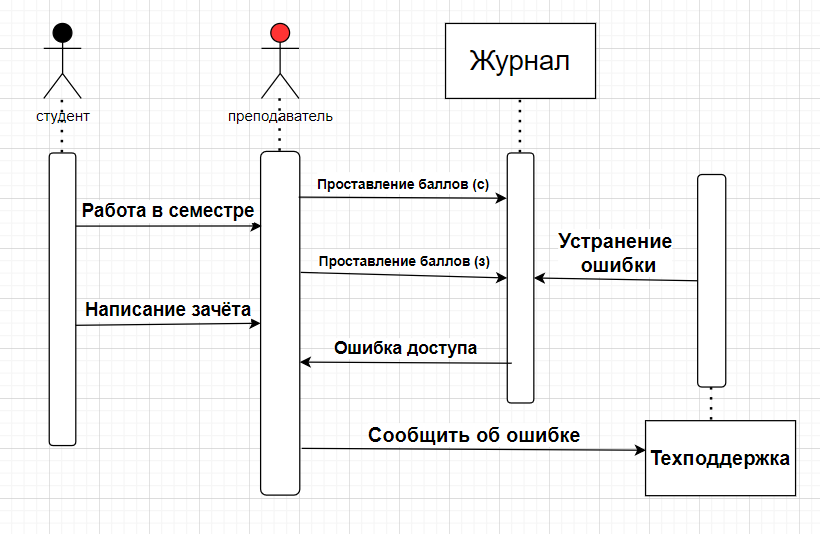 Журнал
студент
преподаватель
Проставление баллов (с)
Работа в семестре
Устранение
ошибки
Проставление баллов (з)
Написание зачёта
Ошибка доступа
Сообщить об ошибке
Техподдержка